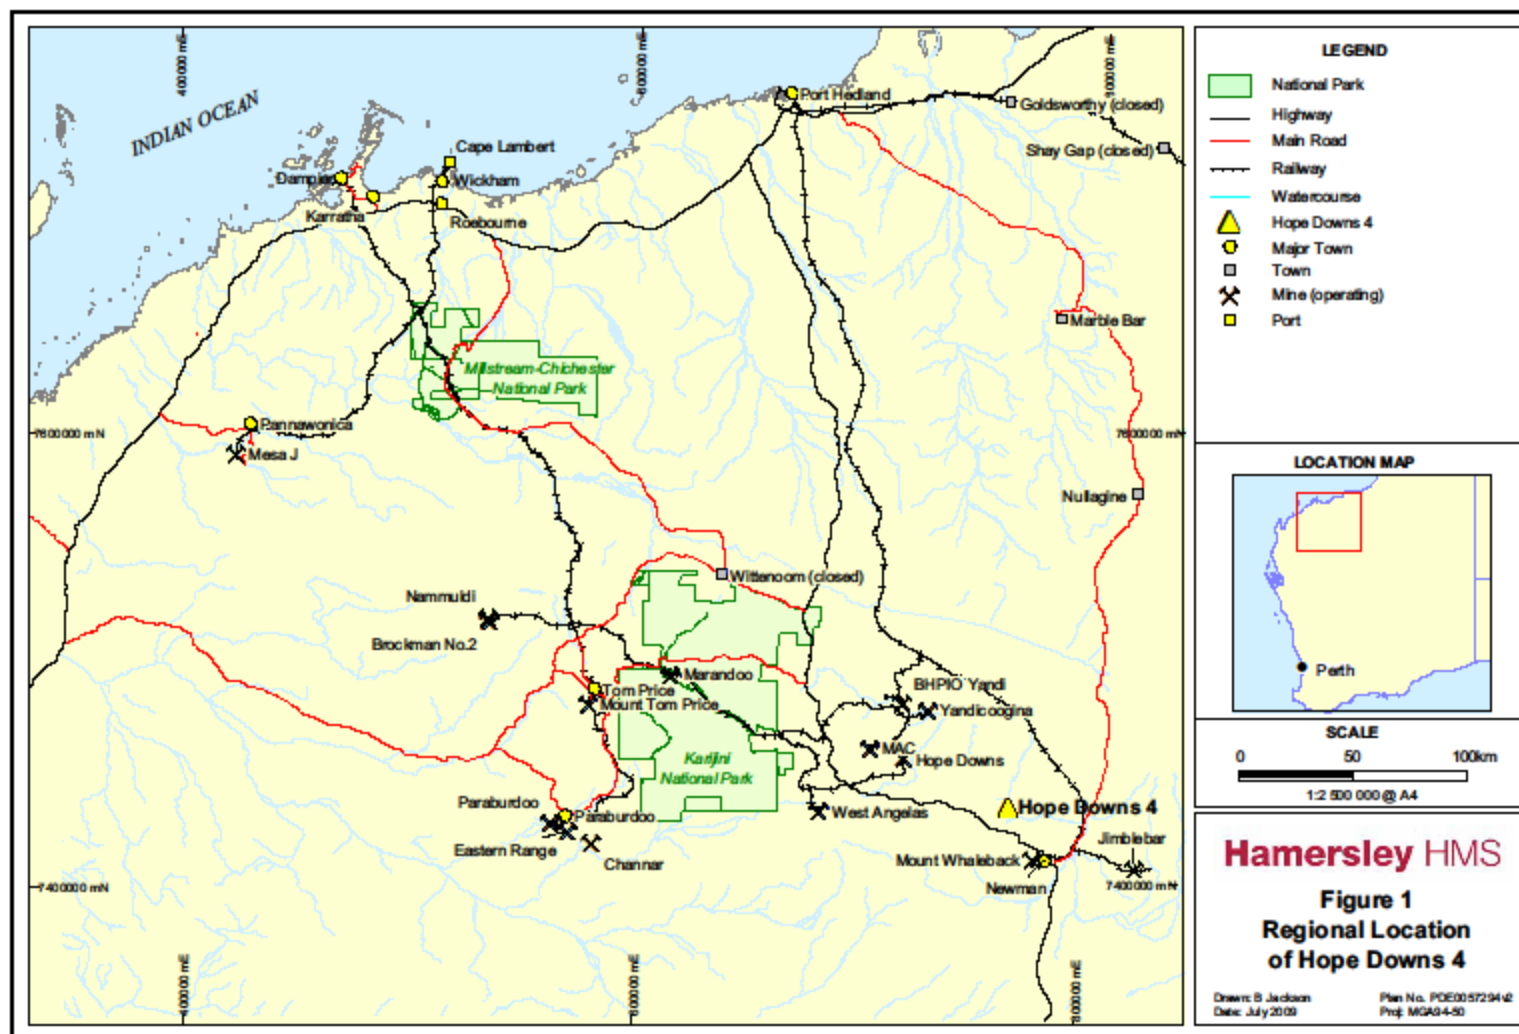 400000 mE
600000 mE
800000 mE
INDIAN OCEAN
Port Hedland
Goldsworthy (closed)
Shay Gap (closed)
Cape Lambert
Dampier
Wickham
Karratha
Roebourne
Marble Bar
Millstream-Chichester
National Park
Pannawonica
7600000 mN
7600000 mN
Mesa J
Nullagine
Wittenoom (closed)
Nammuldi
Brockman No.2
Marandoo
BHPIO Yandi
Tom Price
Mount Tom Price
Yandicoogina
MAC
Hope Downs
Karijini
National Park
Paraburdoo
Paraburdoo
West Angelas
Hope Downs 4
Jimblebar
Eastern Range
Channar
Mount Whaleback
Newman
7400000 mN
7400000 mN
400000 mE
600000 mE
800000 mE
LEGEND
National Park
Highway
Main Road
Railway
Watercourse
Hope Downs 4
Major Town
Town
Mine (operating)
Port
LOCATION MAP
Perth
SCALE
0 50 100km
1:2 500 000 @ A4
Hamersley HMS
Figure 1
Regional Location
of Hope Downs 4
Drawn: B Jackson
Plan No. PDE0057294v2
Date: July 2009
Proj: MGA94-50